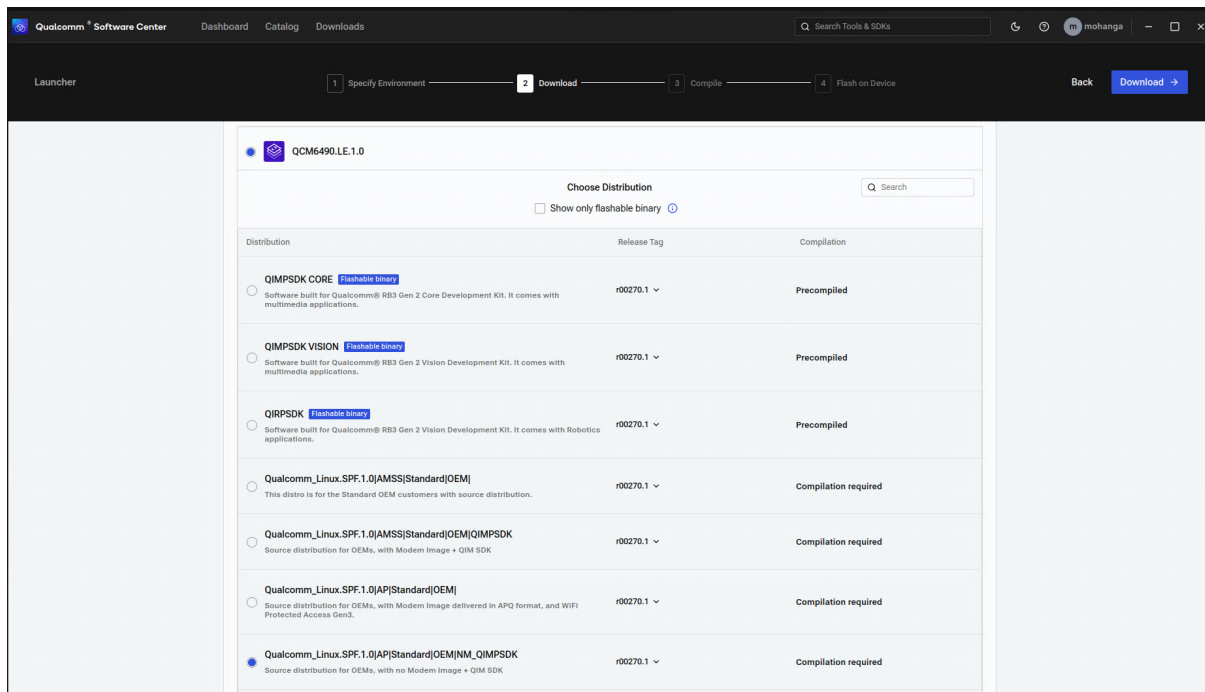 Qualcomm® Software Center
Dashboard
Catalog
Downloads
Search Tools & SDKs
m
mohanga
Launcher
1 Specify Environment
2 Download
3 Compile
4 Flash on Device
Back
Download →
QCM6490.LE.1.0
Choose Distribution
Search
Show only flashable binary
Distribution
Release Tag
Compilation
QIMPSDK CORE Flashable binary
Software built for Qualcomm® RB3 Gen 2 Core Development Kit. It comes with
multimedia applications.
r00270.1
Precompiled
QIMPSDK VISION Flashable binary
Software built for Qualcomm® RB3 Gen 2 Vision Development Kit. It comes with
multimedia applications.
r00270.1
Precompiled
QIRPSDK Flashable binary
Software built for Qualcomm® RB3 Gen 2 Vision Development Kit. It comes with Robotics
applications.
r00270.1
Precompiled
Qualcomm_Linux.SPF.1.0|AMSS|Standard|OEM|
This distro is for the Standard OEM customers with source distribution.
r00270.1
Compilation required
Qualcomm_Linux.SPF.1.0|AMSS|Standard|OEM|QIMPSDK
Source distribution for OEMs, with Modem Image + QIM SDK
r00270.1
Compilation required
Qualcomm_Linux.SPF.1.0|AP|Standard|OEM|
Source distribution for OEMs, with Modem Image delivered in APQ format, and WIFI
Protected Access Gen3.
r00270.1
Compilation required
Qualcomm_Linux.SPF.1.0|AP|Standard|OEM|NM_QIMPSDK
Source distribution for OEMs, with no Modem Image + QIM SDK
r00270.1
Compilation required